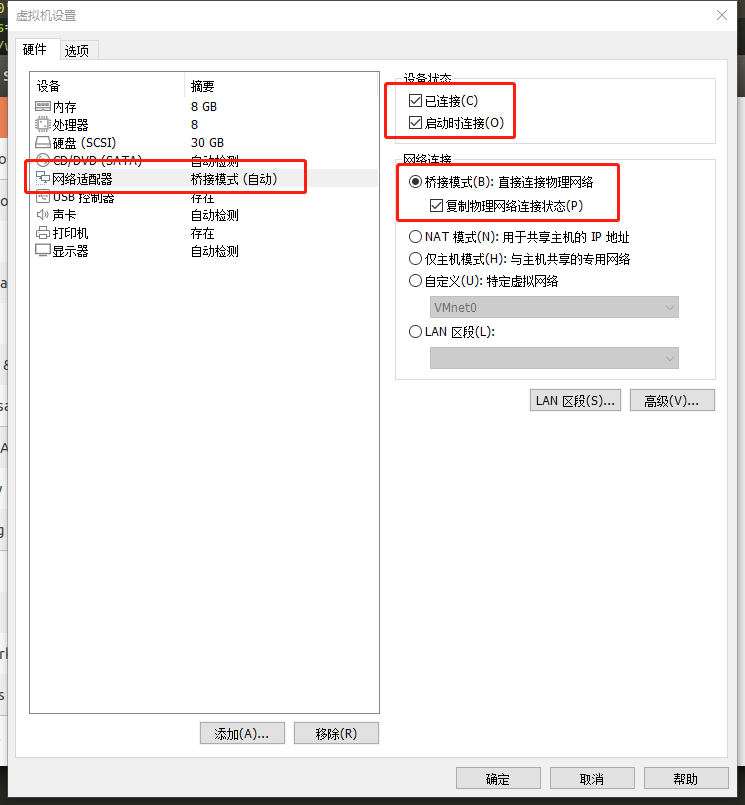 虚拟机设置
硬件 选项
设备 摘要
内存 8 GB
处理器 8
硬盘 (SCSI) 30 GB
CD/DVD (SATA) 自动检测
网络适配器 桥接模式 (自动)
USB 控制器 存在
声卡 自动检测
打印机 存在
显示器 自动检测
添加(A)... 移除(R)
设备状态
已连接(C)
启动时连接(O)
网络连接
桥接模式(B): 直接连接物理网络
复制物理网络连接状态(P)
NAT 模式(N): 用于共享主机的 IP 地址
仅主机模式(H): 与主机共享的专用网络
自定义(U): 特定虚拟网络
VMnet0
LAN 区段(L):
LAN 区段(S)... 高级(V)...
确定 取消 帮助